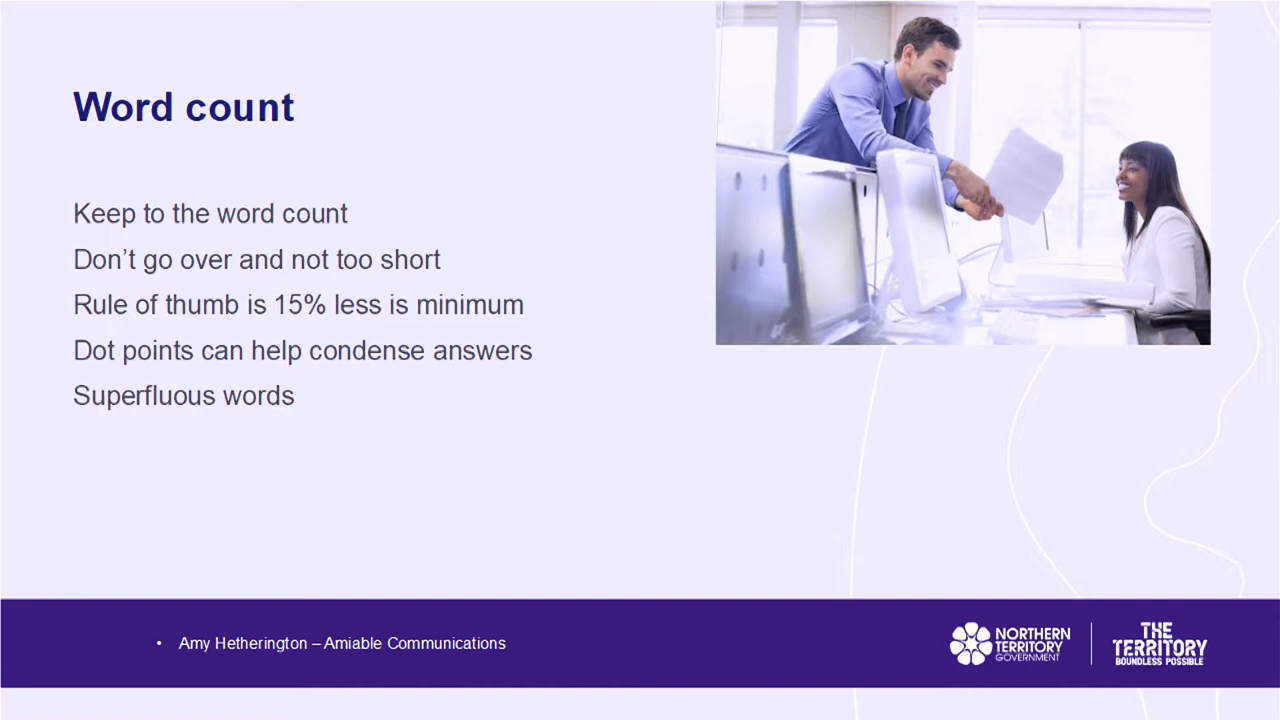 Word count
Keep to the word count
Don’t go over and not too short
Rule of thumb is 15% less is minimum
Dot points can help condense answers
Superfluous words
• Amy Hetherington – Amiable Communications
NORTHERN
TERRITORY
GOVERNMENT
THE
TERRITORY
BOUNDLESS POSSIBLE